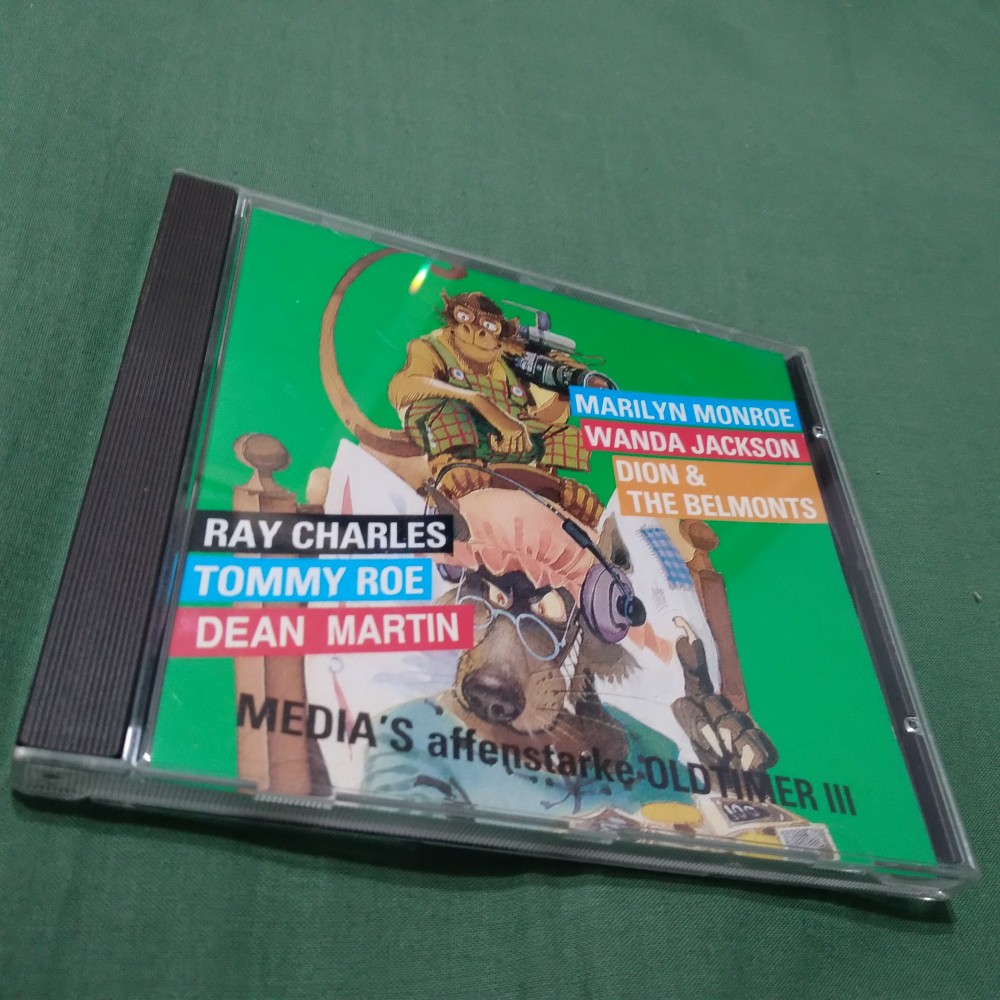 MARILYN MONROE
WANDA JACKSON
DION &
THE BELMONTS
RAY CHARLES
TOMMY ROE
DEAN MARTIN
MEDIA'S affenstarke OLDTIMER III